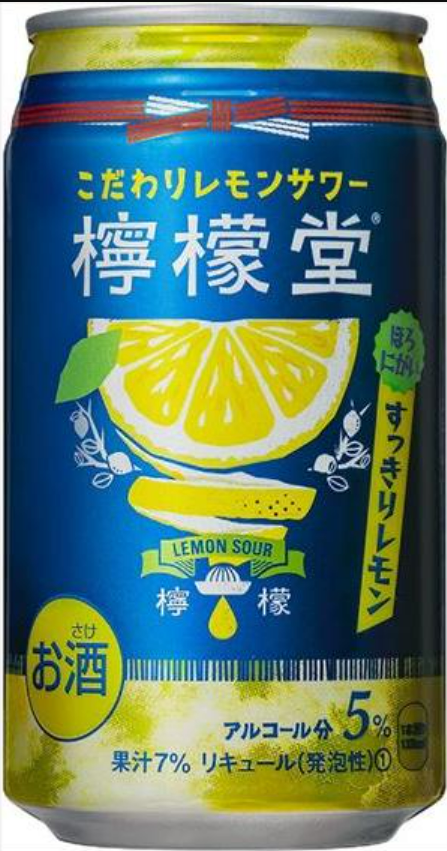 こだわりレモンサワー
檸檬堂®
ほろ
にがい
すっきりレモン
LEMON SOUR
檸檬
さけ
お酒
アルコール分 5%
果汁7% リキュール(発泡性)①